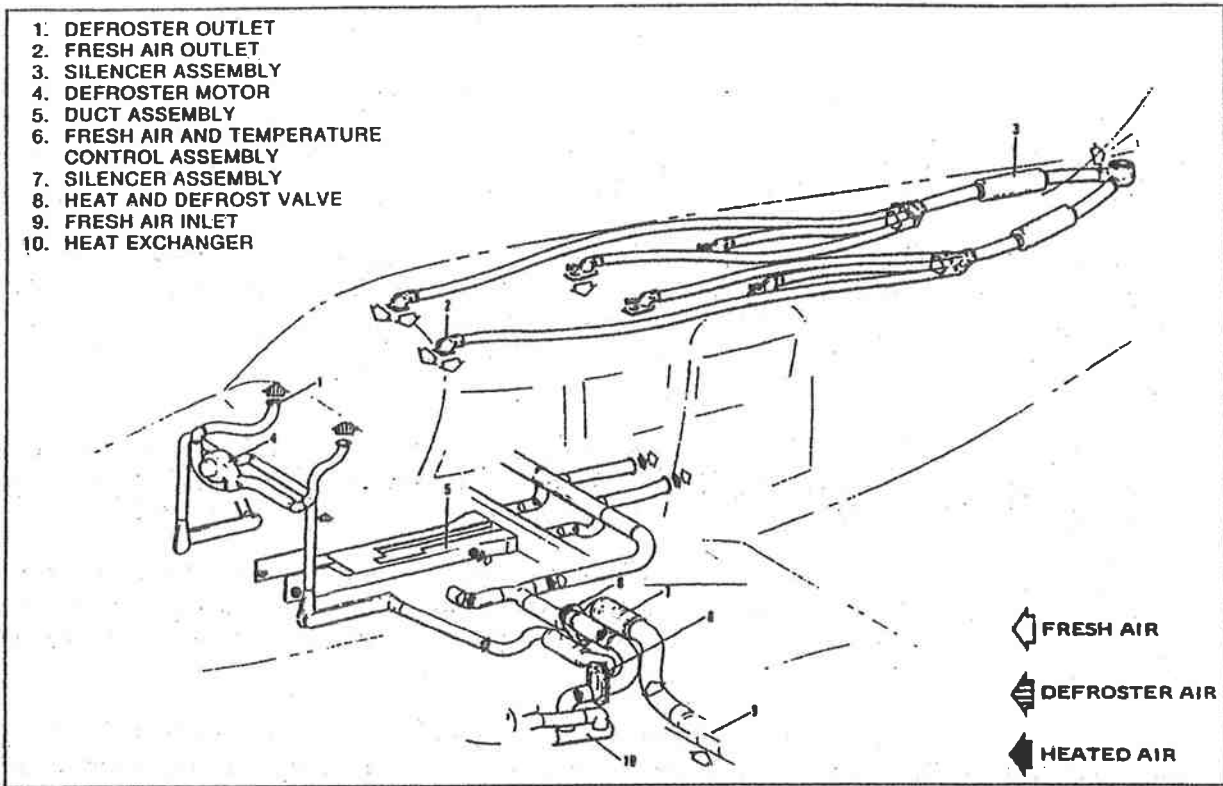 1. DEFROSTER OUTLET
2. FRESH AIR OUTLET
3. SILENCER ASSEMBLY
4. DEFROSTER MOTOR
5. DUCT ASSEMBLY
6. FRESH AIR AND TEMPERATURE
CONTROL ASSEMBLY
7. SILENCER ASSEMBLY
8. HEAT AND DEFROST VALVE
9. FRESH AIR INLET
10. HEAT EXCHANGER
3
2
1
4
5
8
9
10
FRESH AIR
DEFROSTER AIR
HEATED AIR